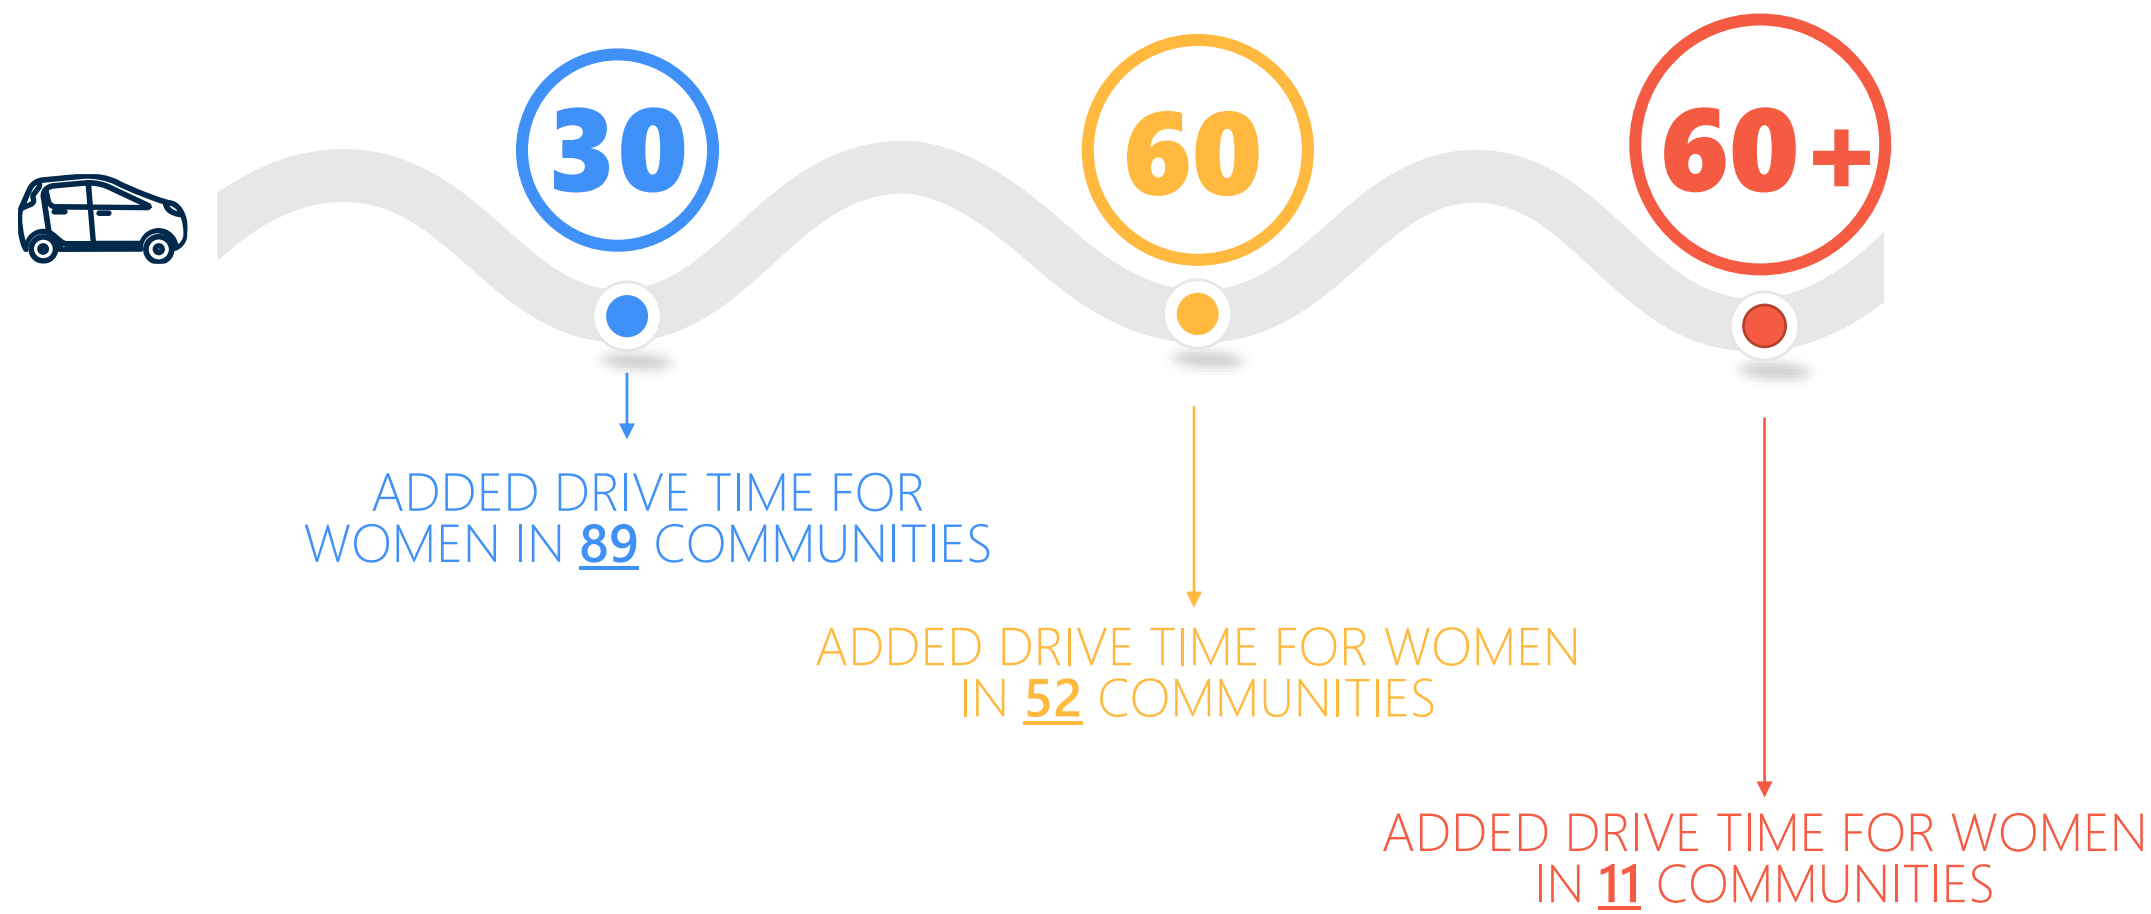 30
60
60+
ADDED DRIVE TIME FOR
WOMEN IN 89 COMMUNITIES
ADDED DRIVE TIME FOR WOMEN
IN 52 COMMUNITIES
ADDED DRIVE TIME FOR WOMEN
IN 11 COMMUNITIES